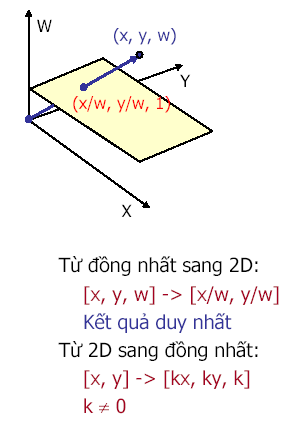 W
(x, y, w)
Y
(x/w, y/w, 1)
X
Từ đồng nhất sang 2D:
[x, y, w] -> [x/w, y/w]
Kết quả duy nhất
Từ 2D sang đồng nhất:
[x, y] -> [kx, ky, k]
k ≠ 0